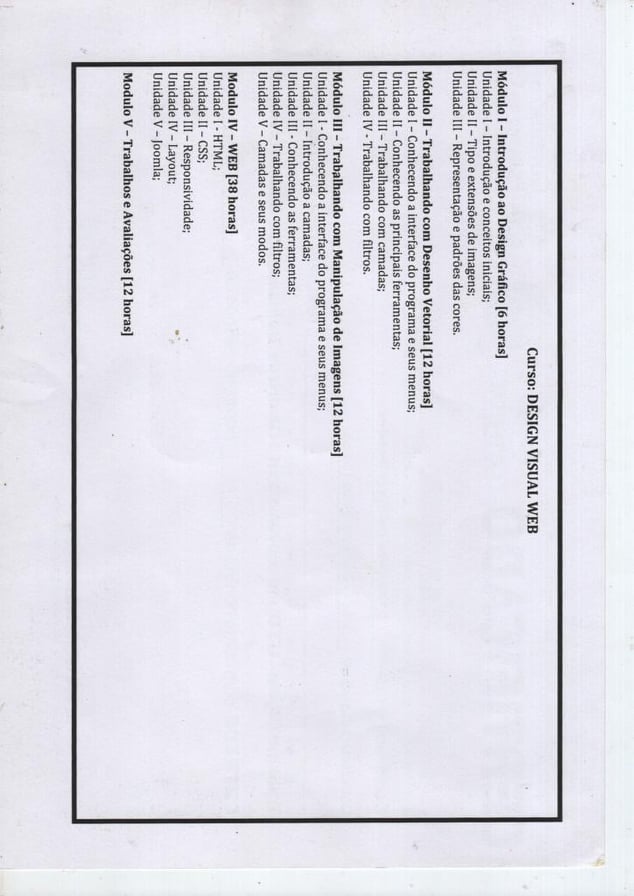 Curso: DESIGN VISUAL WEB
Módulo I – Introdução ao Design Gráfico [6 horas]
Unidade I – Introdução e conceitos iniciais;
Unidade II – Tipo e extensões de imagens;
Unidade III – Representação e padrões das cores.
Módulo II – Trabalhando com Desenho Vetorial [12 horas]
Unidade I – Conhecendo a interface do programa e seus menus;
Unidade II – Conhecendo as principais ferramentas;
Unidade III – Trabalhando com camadas;
Unidade IV - Trabalhando com filtros.
Módulo III – Trabalhando com Manipulação de Imagens [12 horas]
Unidade I - Conhecendo a interface do programa e seus menus;
Unidade II – Introdução a camadas;
Unidade III - Conhecendo as ferramentas;
Unidade IV – Trabalhando com filtros;
Unidade V – Camadas e seus modos.
Modulo IV – WEB [38 horas]
Unidade I - HTML;
Unidade II – CSS;
Unidade III – Responsividade;
Unidade IV – Layout;
Unidade V – Joomla;
Modulo V – Trabalhos e Avaliações [12 horas]